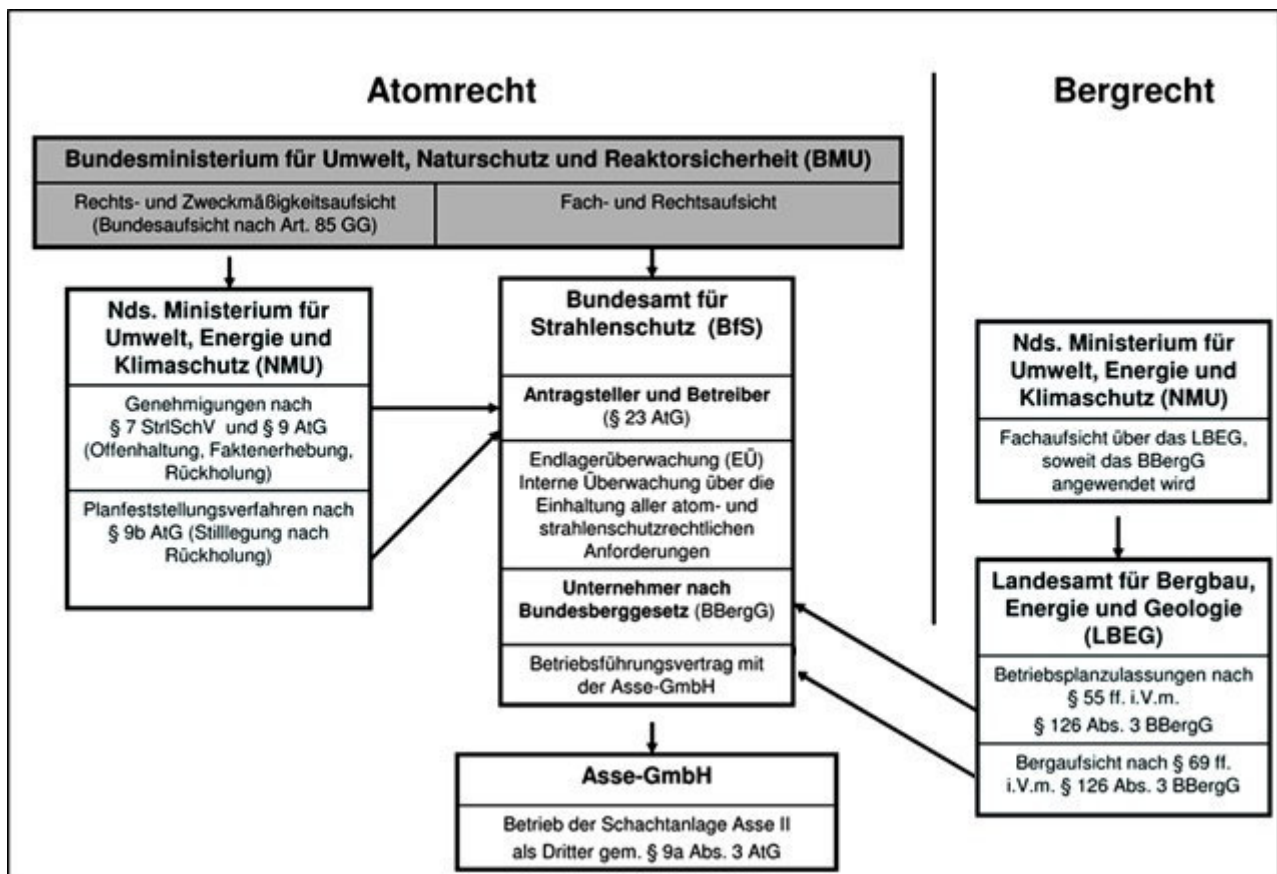 Atomrecht
Bergrecht
Bundesministerium für Umwelt, Naturschutz und Reaktorsicherheit (BMU)
Rechts- und Zweckmäßigkeitsaufsicht
(Bundesaufsicht nach Art. 85 GG)
Fach- und Rechtsaufsicht
Nds. Ministerium für
Umwelt, Energie und
Klimaschutz (NMU)
Genehmigungen nach
§ 7 StrlSchV und § 9 AtG
(Offenhaltung, Faktenerhebung,
Rückholung)
Planfeststellungsverfahren nach
§ 9b AtG (Stilllegung nach
Rückholung)
Bundesamt für
Strahlenschutz (BfS)
Antragsteller und Betreiber
(§ 23 AtG)
Endlagerüberwachung (EÜ)
Interne Überwachung über die
Einhaltung aller atom- und
strahlenschutzrechtlichen
Anforderungen
Unternehmer nach
Bundesberggesetz (BBergG)
Betriebsführungsvertrag mit
der Asse-GmbH
Asse-GmbH
Betrieb der Schachtanlage Asse II
als Dritter gem. § 9a Abs. 3 AtG
Nds. Ministerium für
Umwelt, Energie und
Klimaschutz (NMU)
Fachaufsicht über das LBEG,
soweit das BBergG
angewendet wird
Landesamt für Bergbau,
Energie und Geologie
(LBEG)
Betriebsplanzulassungen nach
§ 55 ff. i.V.m.
§ 126 Abs. 3 BBergG
Bergaufsicht nach § 69 ff.
i.V.m. § 126 Abs. 3 BBergG